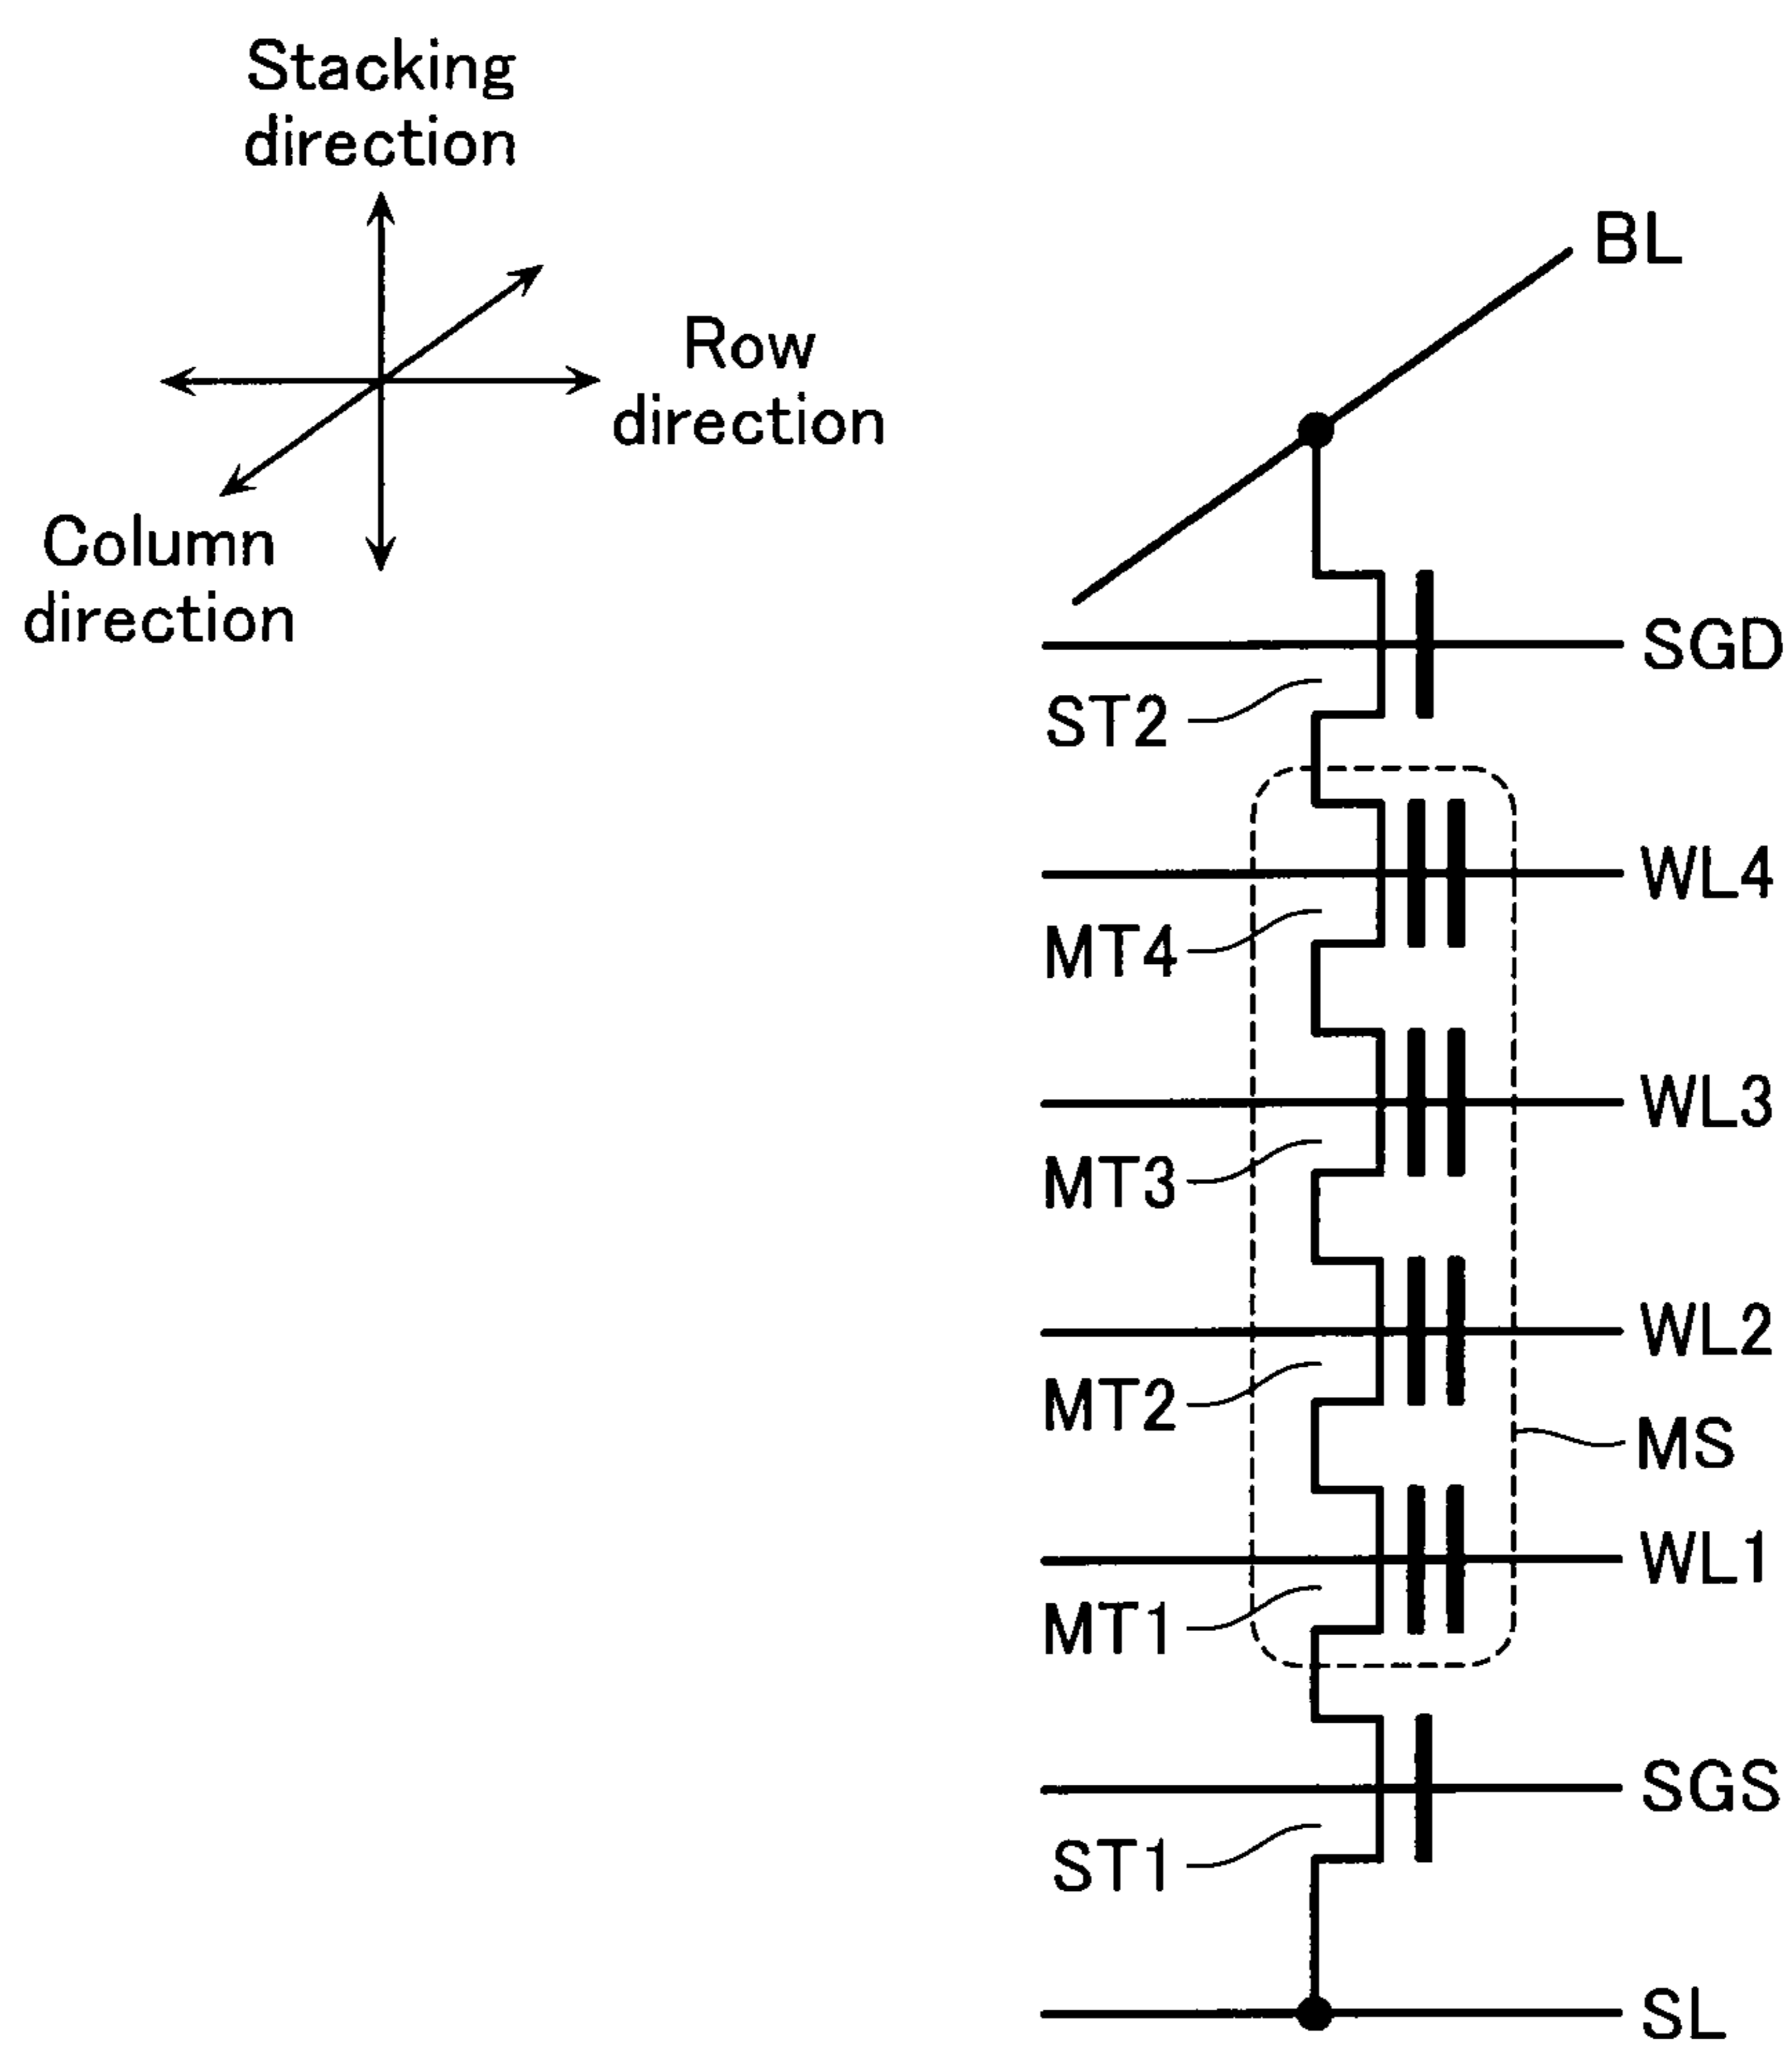 Stacking
direction
Row
direction
Column
direction
BL
SGD
ST2
WL4
MT4
WL3
MT3
WL2
MT2
MS
WL1
MT1
SGS
ST1
SL